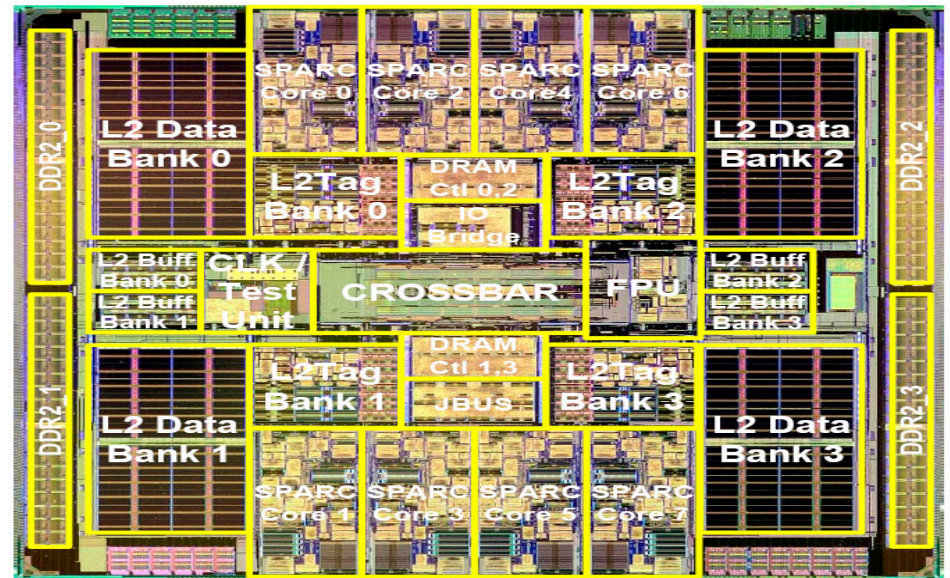 SPARC
Core 0
SPARC
Core 2
SPARC
Core4
SPARC
Core 6
DDR2_0
L2 Data
Bank 0
L2 Data
Bank 2
DDR2_2
L2Tag
Bank 0
DRAM
Ctl 0,2
IO
Bridge
L2Tag
Bank 2
L2 Buff
Bank 0
L2 Buff
Bank 1
CLK /
Test
Unit
CROSSBAR
FPU
L2 Buff
Bank 2
L2 Buff
Bank 3
DDR2_1
L2 Data
Bank 1
L2Tag
Bank 1
DRAM
Ctl 1,3
JBUS
L2Tag
Bank 3
L2 Data
Bank 3
DDR2_3
SPARC
Core 1
SPARC
Core 3
SPARC
Core 5
SPARC
Core 7